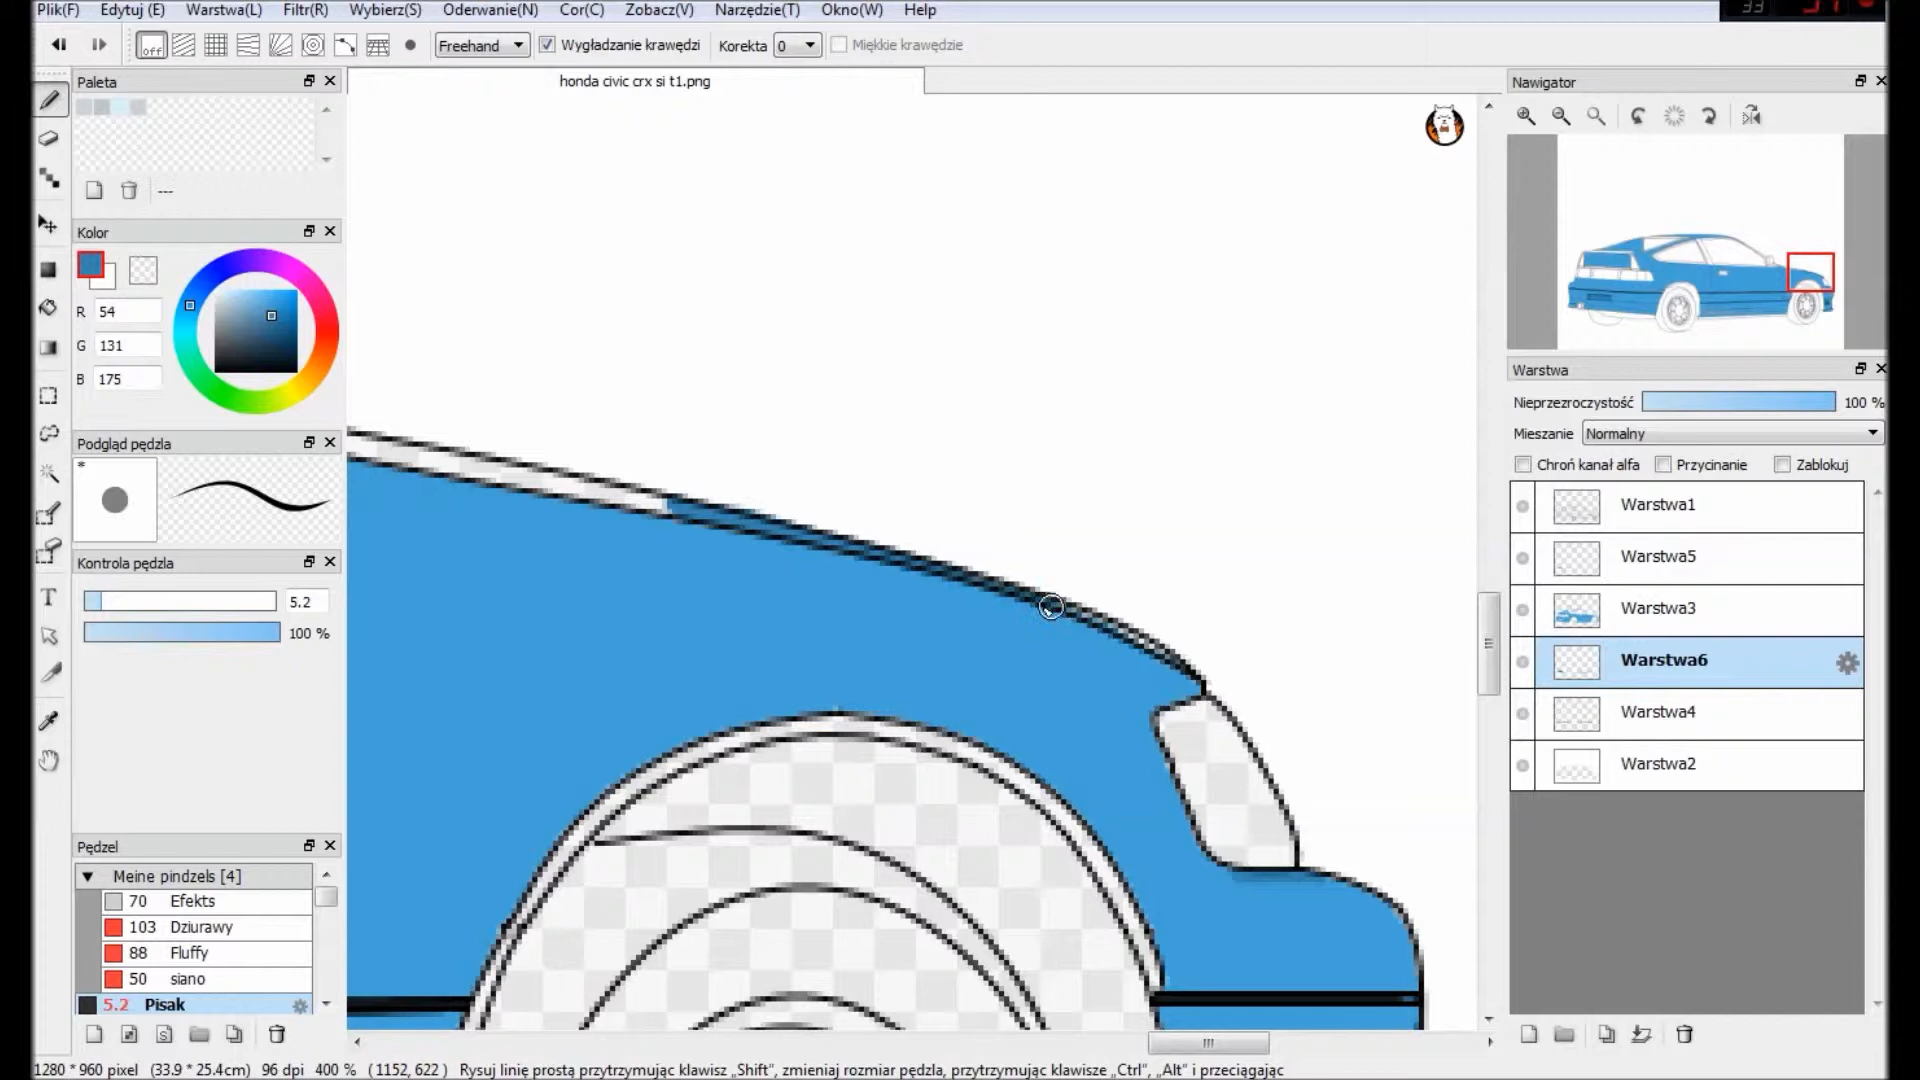 Plik(F) Edytuj (E) Warstwa(L) Filtr(R) Wybierz(S) Oderwanie(N) Cor(C) Zobacz(V) Narzędzie(T) Okno(W) Help
off Freehand Wygładzanie krawędzi Korekta 0 Miękkie krawędzie
Paleta
honda civic crx si t1.png
Nawigator
---
Kolor
R 54
G 131
B 175
Warstwa
Nieprzezroczystość 100 %
Mieszanie Normalny
Podgląd pędzla
*
Chroń kanał alfa Przycinanie Zablokuj
Warstwa1
Warstwa5
Kontrola pędzla
5.2
Warstwa3
100 %
Warstwa6
Warstwa4
Warstwa2
Pędzel
Meine pindzels [4]
70 Efekts
103 Dziurawy
88 Fluffy
50 siano
5.2 Pisak
1280 * 960 pixel (33.9 * 25.4cm) 96 dpi 400 % (1152, 622) Rysuj linię prostą przytrzymując klawisz „Shift”, zmieniaj rozmiar pędzla, przytrzymując klawisze „Ctrl”, „Alt” i przeciągając